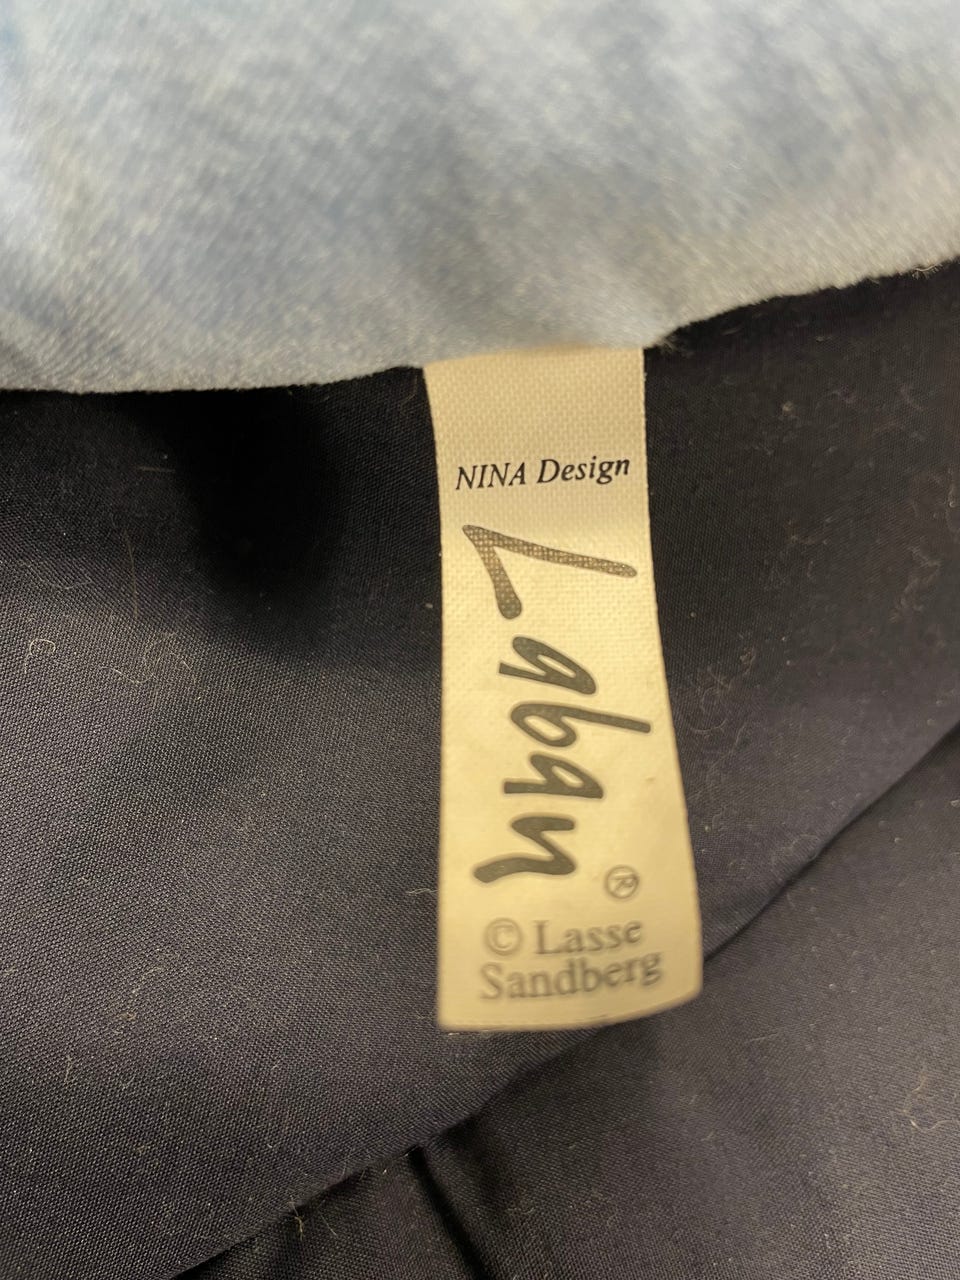 NINA Design
Laban
®
© Lasse
Sandberg